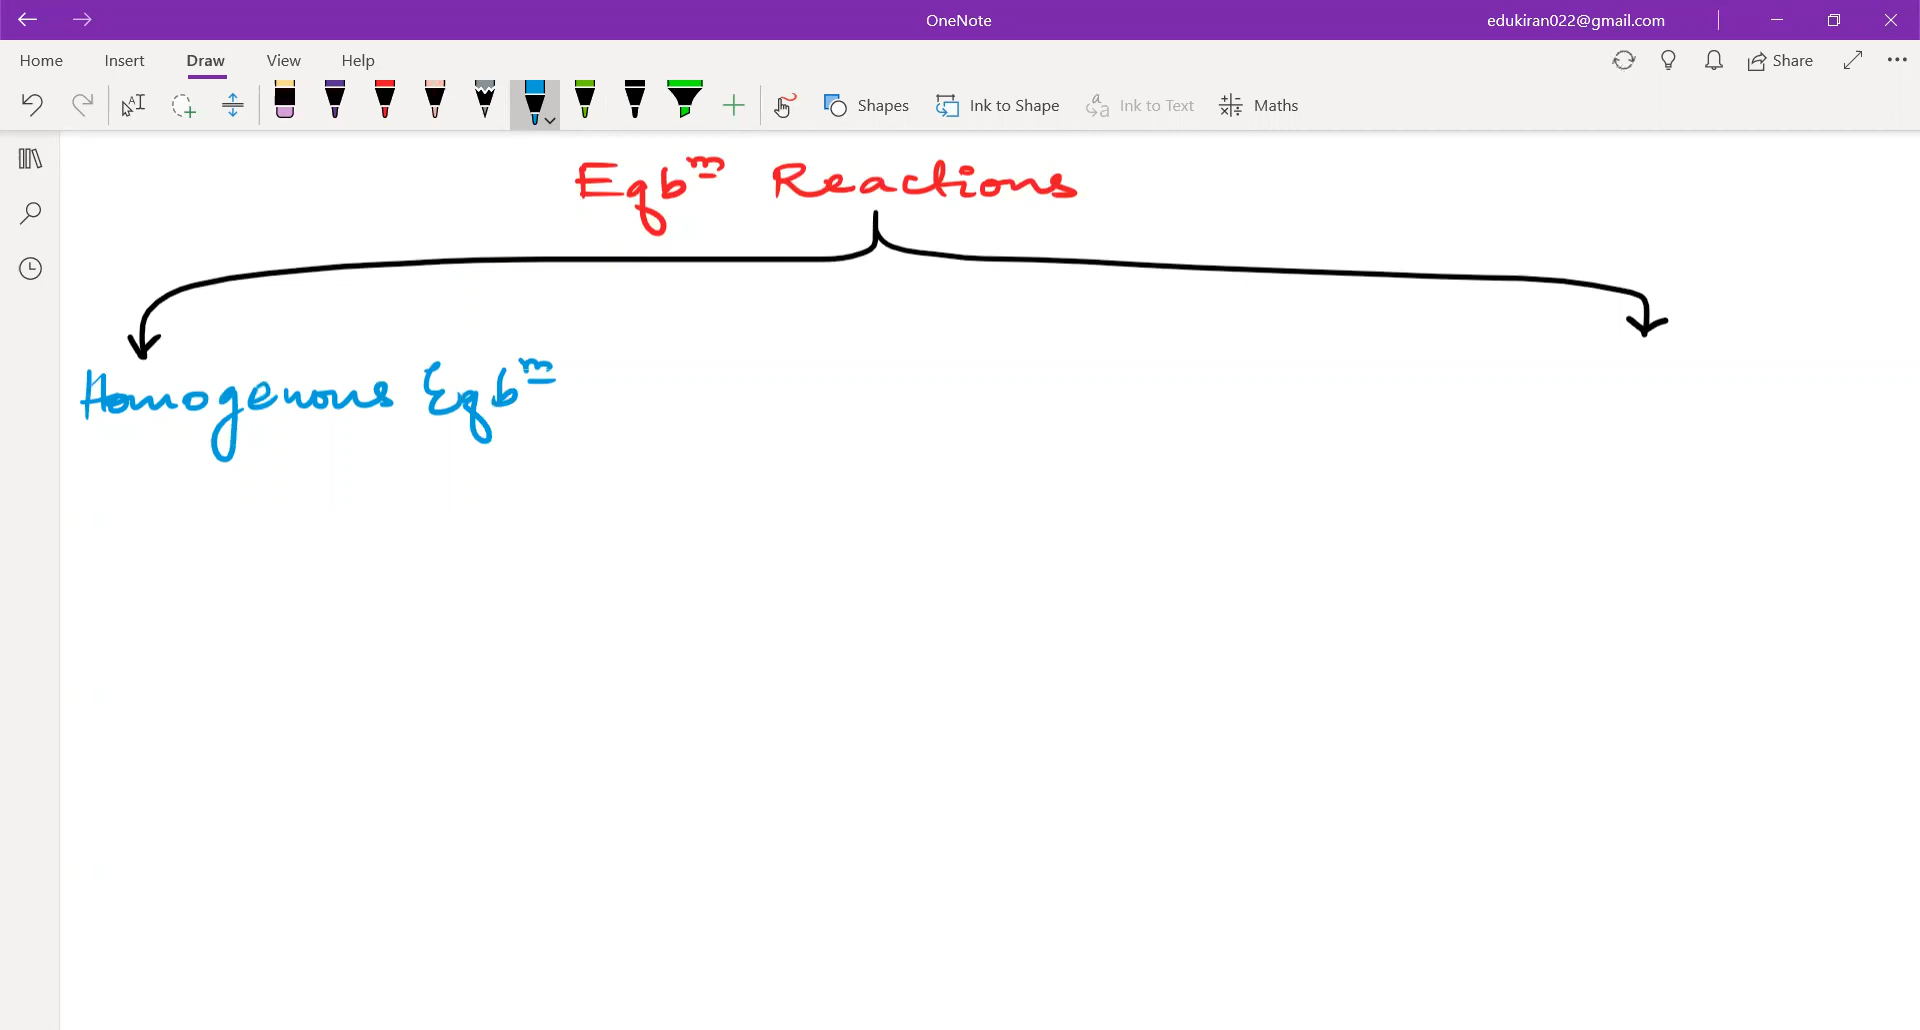 OneNote
edukiran022@gmail.com
Home Insert Draw View Help
Share
Shapes Ink to Shape Ink to Text Maths
Eqbm Reactions
Homogenous Eqbm